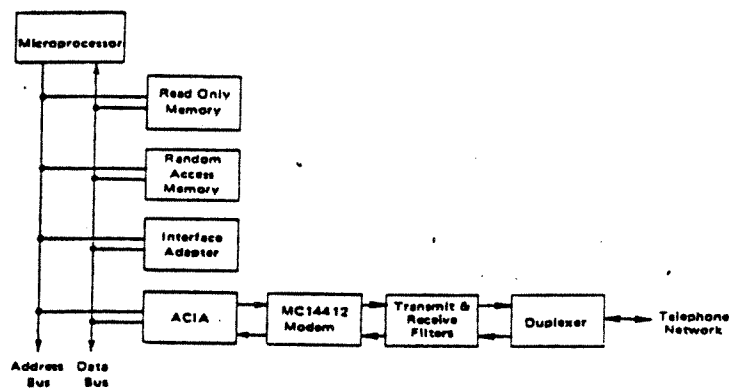 Microprocessor
Read Only
Memory
Random
Access
Memory
Interface
Adapter
ACIA
MC14412
Modem
Transmit &
Receive
Filters
Duplexer
Telephone
Network
Address
Bus
Data
Bus